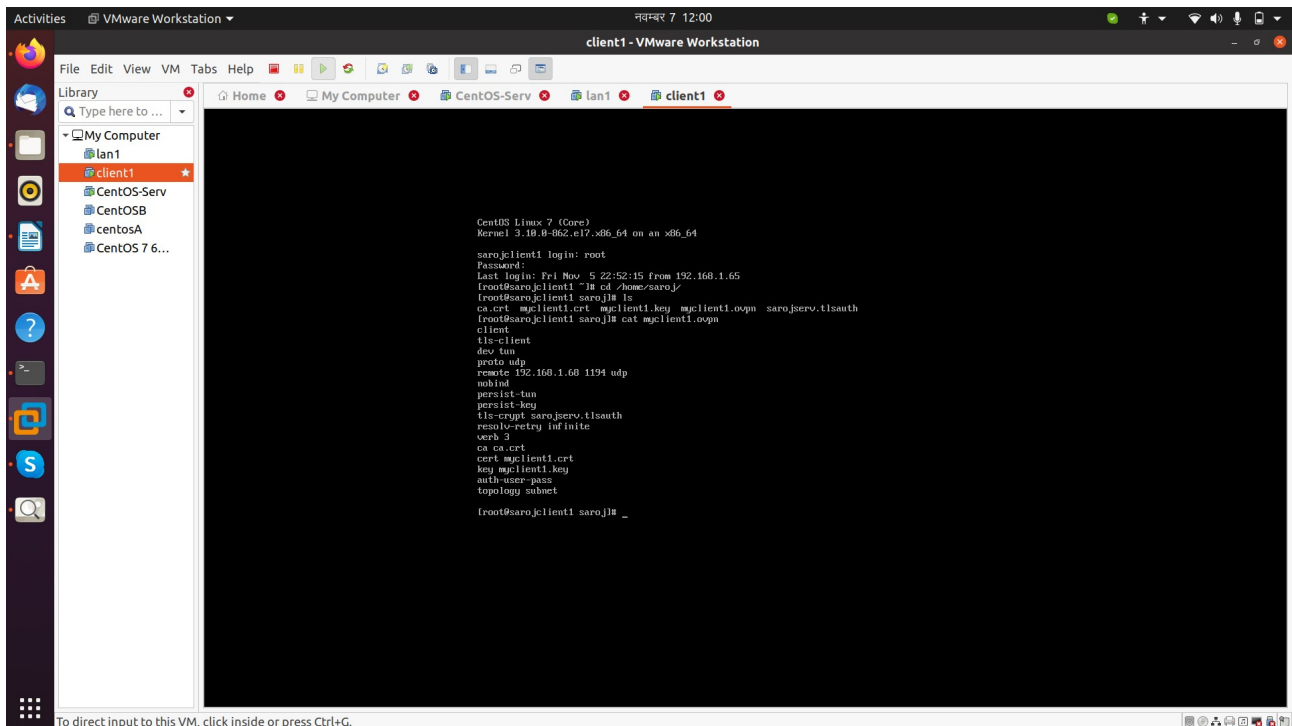 Activities VMware Workstation नवम्बर 7 12:00
client1 - VMware Workstation
File Edit View VM Tabs Help
Library
Home My Computer CentOS-Serv lan1 client1
Type here to ...
My Computer
lan1
client1
CentOS-Serv
CentOSB
centosA
CentOS 7 6...
CentOS Linux 7 (Core)
Kernel 3.10.0-862.el7.x86_64 on an x86_64
sarojclient1 login: root
Password:
Last login: Fri Nov 5 22:52:15 from 192.168.1.65
[root@sarojclient1 ~]# cd /home/saroj/
[root@sarojclient1 saroj]# ls
ca.crt myclient1.crt myclient1.key myclient1.ovpn sarojserv.tlsauth
[root@sarojclient1 saroj]# cat myclient1.ovpn
client
tls-client
dev tun
proto udp
remote 192.168.1.68 1194 udp
nobind
persist-tun
persist-key
tls-crypt sarojserv.tlsauth
resolv-retry infinite
verb 3
ca ca.crt
cert myclient1.crt
key myclient1.key
auth-user-pass
topology subnet
[root@sarojclient1 saroj]# _
To direct input to this VM, click inside or press Ctrl+G.